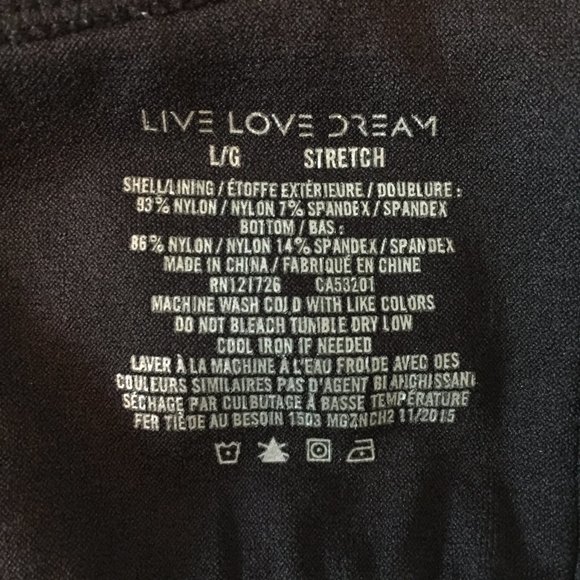 LIVE LOVE DREAM
L/G STRETCH
SHELL/LINING / ÉTOFFE EXTÉRIEURE / DOUBLURE :
93% NYLON / NYLON 7% SPANDEX / SPANDEX
BOTTOM / BAS :
86% NYLON / NYLON 14% SPANDEX / SPANDEX
MADE IN CHINA / FABRIQUÉ EN CHINE
RN121726 CA53201
MACHINE WASH COLD WITH LIKE COLORS
DO NOT BLEACH TUMBLE DRY LOW
COOL IRON IF NEEDED
LAVER À LA MACHINE À L'EAU FROIDE AVEC DES
COULEURS SIMILAIRES PAS D'AGENT BLANCHISSANT
SÉCHAGE PAR CULBUTAGE À BASSE TEMPÉRATURE
FER TIÈDE AU BESOIN 1503 MGZNCH2 11/2015